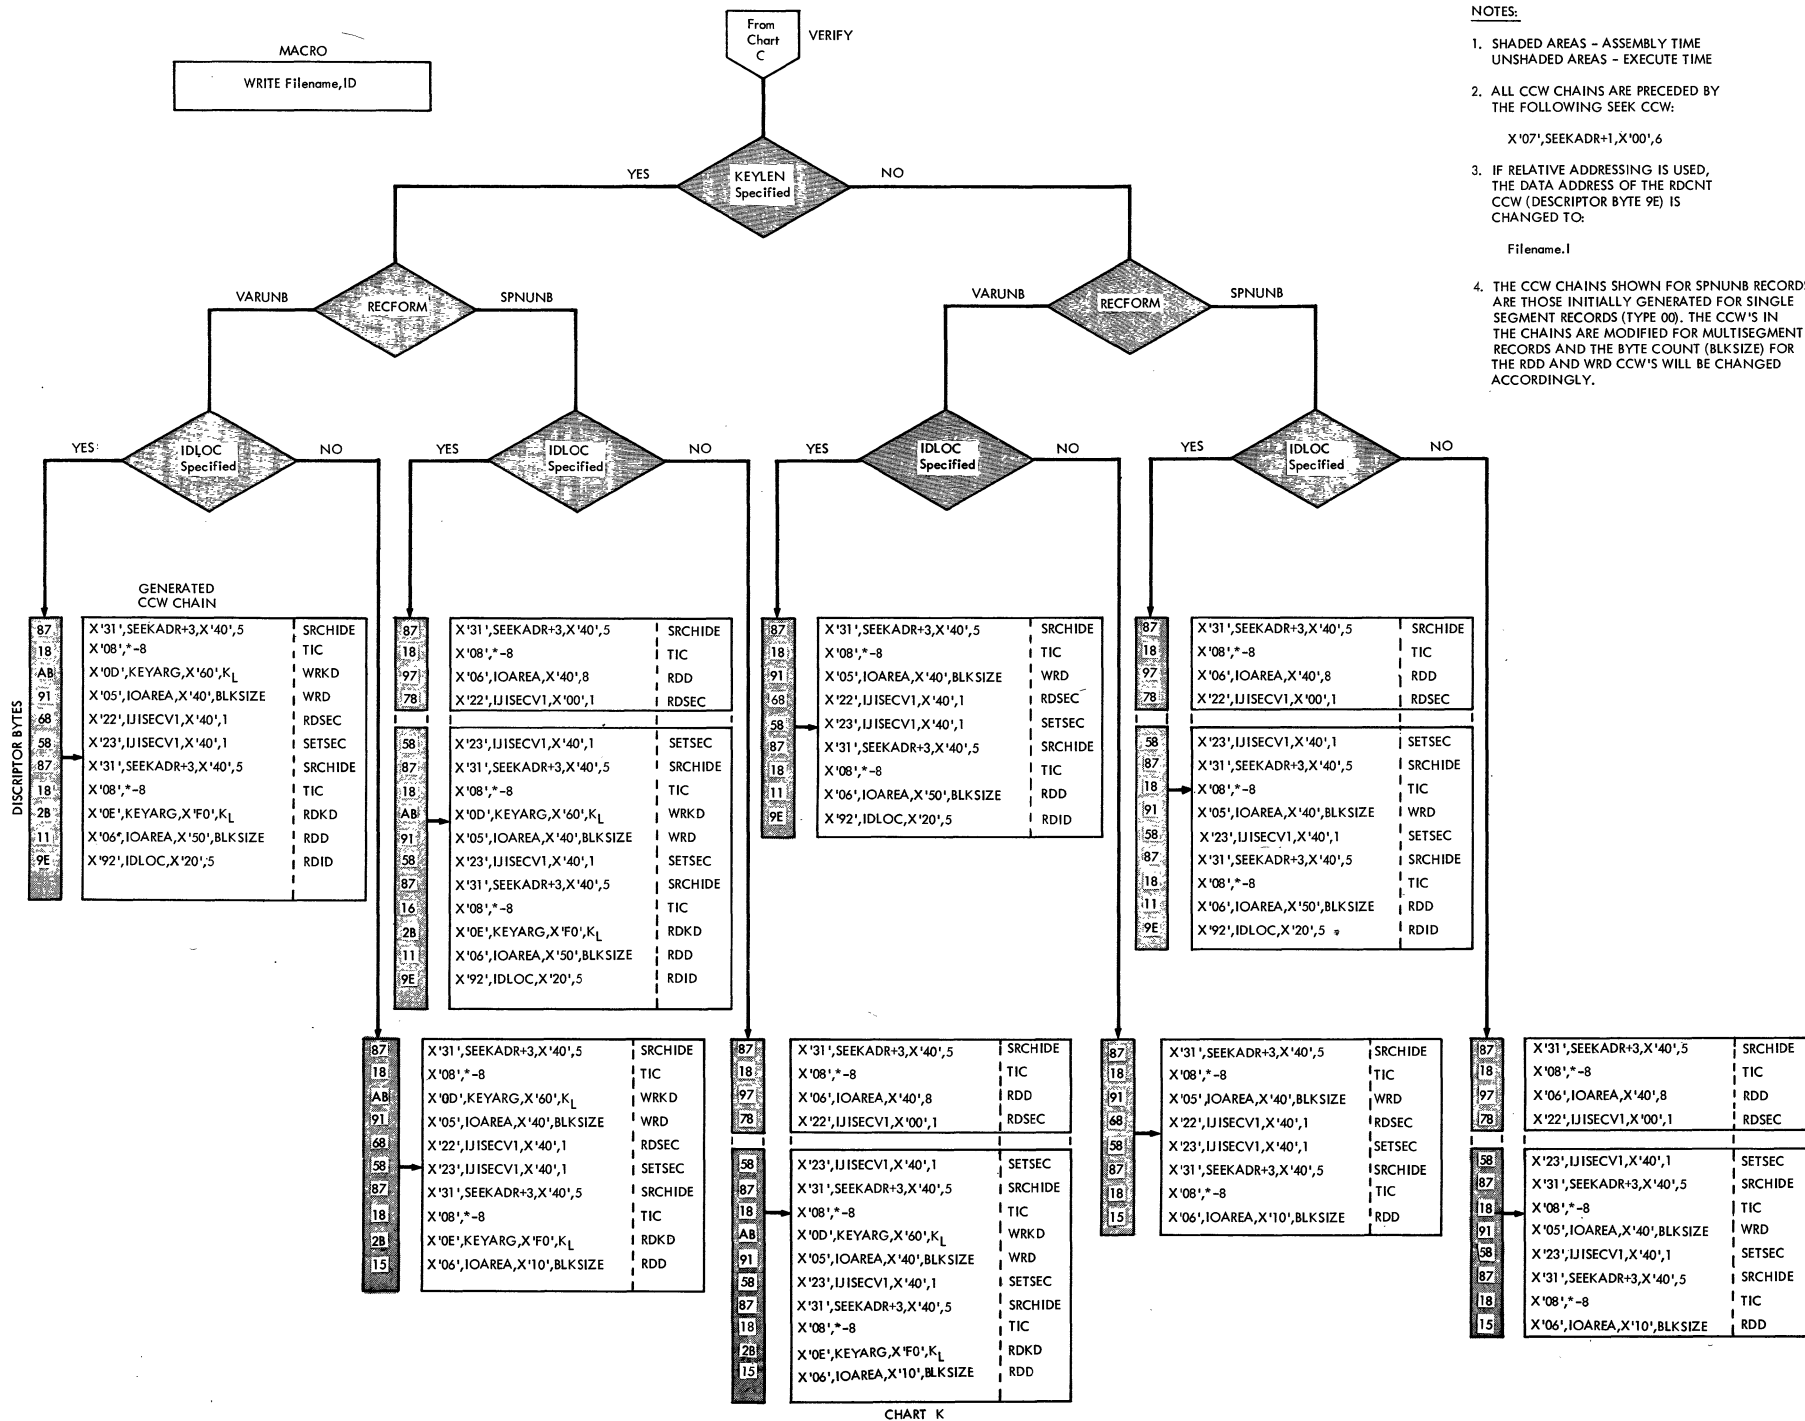 MACRO
WRITE Filename,ID
From
Chart
C
VERIFY
NOTES:
1. SHADED AREAS - ASSEMBLY TIME
UNSHADED AREAS - EXECUTE TIME
2. ALL CCW CHAINS ARE PRECEDED BY
THE FOLLOWING SEEK CCW:
X'07',SEEKADR+1,X'00',6
3. IF RELATIVE ADDRESSING IS USED,
THE DATA ADDRESS OF THE RDCNT
CCW (DESCRIPTOR BYTE 9E) IS
CHANGED TO:
Filename.I
4. THE CCW CHAINS SHOWN FOR SPNUNB RECORDS
ARE THOSE INITIALLY GENERATED FOR SINGLE
SEGMENT RECORDS (TYPE 00). THE CCW'S IN
THE CHAINS ARE MODIFIED FOR MULTISEGMENT
RECORDS AND THE BYTE COUNT (BLKSIZE) FOR
THE RDD AND WRD CCW'S WILL BE CHANGED
ACCORDINGLY.
YES
KEYLEN
Specified
NO
VARUNB
RECFORM
SPNUNB
VARUNB
RECFORM
SPNUNB
YES
IDLOC
Specified
NO
YES
IDLOC
Specified
NO
YES
IDLOC
Specified
NO
YES
IDLOC
Specified
NO
GENERATED
CCW CHAIN
DISCRIPTOR BYTES
87 X'31',SEEKADR+3,X'40',5 SRCHIDE
18 X'08',*-8 TIC
AB X'0D',KEYARG,X'60',KL WRKD
91 X'05',IOAREA,X'40',BLKSIZE WRD
68 X'22',IJISECV1,X'40',1 RDSEC
58 X'23',IJISECV1,X'40',1 SETSEC
87 X'31',SEEKADR+3,X'40',5 SRCHIDE
18 X'08',*-8 TIC
2B X'0E',KEYARG,X'F0',KL RDKD
11 X'06',IOAREA,X'50',BLKSIZE RDD
9E X'92',IDLOC,X'20',5 RDID
87 X'31',SEEKADR+3,X'40',5 SRCHIDE
18 X'08',*-8 TIC
97 X'06',IOAREA,X'40',8 RDD
78 X'22',IJISECV1,X'00',1 RDSEC
58 X'23',IJISECV1,X'40',1 SETSEC
87 X'31',SEEKADR+3,X'40',5 SRCHIDE
18 X'08',*-8 TIC
AB X'0D',KEYARG,X'60',KL WRKD
91 X'05',IOAREA,X'40',BLKSIZE WRD
58 X'23',IJISECV1,X'40',1 SETSEC
87 X'31',SEEKADR+3,X'40',5 SRCHIDE
16 X'08',*-8 TIC
2B X'0E',KEYARG,X'F0',KL RDKD
11 X'06',IOAREA,X'50',BLKSIZE RDD
9E X'92',IDLOC,X'20',5 RDID
87 X'31',SEEKADR+3,X'40',5 SRCHIDE
18 X'08',*-8 TIC
91 X'05',IOAREA,X'40',BLKSIZE WRD
68 X'22',IJISECV1,X'40',1 RDSEC
58 X'23',IJISECV1,X'40',1 SETSEC
87 X'31',SEEKADR+3,X'40',5 SRCHIDE
18 X'08',*-8 TIC
11 X'06',IOAREA,X'50',BLKSIZE RDD
9E X'92',IDLOC,X'20',5 RDID
87 X'31',SEEKADR+3,X'40',5 SRCHIDE
18 X'08',*-8 TIC
97 X'06',IOAREA,X'40',8 RDD
78 X'22',IJISECV1,X'00',1 RDSEC
58 X'23',IJISECV1,X'40',1 SETSEC
87 X'31',SEEKADR+3,X'40',5 SRCHIDE
18 X'08',*-8 TIC
91 X'05',IOAREA,X'40',BLKSIZE WRD
58 X'23',IJISECV1,X'40',1 SETSEC
87 X'31',SEEKADR+3,X'40',5 SRCHIDE
18 X'08',*-8 TIC
11 X'06',IOAREA,X'50',BLKSIZE RDD
9E X'92',IDLOC,X'20',5 RDID
87 X'31',SEEKADR+3,X'40',5 SRCHIDE
18 X'08',*-8 TIC
AB X'0D',KEYARG,X'60',KL WRKD
91 X'05',IOAREA,X'40',BLKSIZE WRD
68 X'22',IJISECV1,X'40',1 RDSEC
58 X'23',IJISECV1,X'40',1 SETSEC
87 X'31',SEEKADR+3,X'40',5 SRCHIDE
18 X'08',*-8 TIC
2B X'0E',KEYARG,X'F0',KL RDKD
15 X'06',IOAREA,X'10',BLKSIZE RDD
87 X'31',SEEKADR+3,X'40',5 SRCHIDE
18 X'08',*-8 TIC
97 X'06',IOAREA,X'40',8 RDD
78 X'22',IJISECV1,X'00',1 RDSEC
58 X'23',IJISECV1,X'40',1 SETSEC
87 X'31',SEEKADR+3,X'40',5 SRCHIDE
18 X'08',*-8 TIC
AB X'0D',KEYARG,X'60',KL WRKD
91 X'05',IOAREA,X'40',BLKSIZE WRD
58 X'23',IJISECV1,X'40',1 SETSEC
87 X'31',SEEKADR+3,X'40',5 SRCHIDE
18 X'08',*-8 TIC
2B X'0E',KEYARG,X'F0',KL RDKD
15 X'06',IOAREA,X'10',BLKSIZE RDD
87 X'31',SEEKADR+3,X'40',5 SRCHIDE
18 X'08',*-8 TIC
91 X'05',IOAREA,X'40',BLKSIZE WRD
68 X'22',IJISECV1,X'40',1 RDSEC
58 X'23',IJISECV1,X'40',1 SETSEC
87 X'31',SEEKADR+3,X'40',5 SRCHIDE
18 X'08',*-8 TIC
15 X'06',IOAREA,X'10',BLKSIZE RDD
87 X'31',SEEKADR+3,X'40',5 SRCHIDE
18 X'08',*-8 TIC
97 X'06',IOAREA,X'40',8 RDD
78 X'22',IJISECV1,X'00',1 RDSEC
58 X'23',IJISECV1,X'40',1 SETSEC
87 X'31',SEEKADR+3,X'40',5 SRCHIDE
18 X'08',*-8 TIC
91 X'05',IOAREA,X'40',BLKSIZE WRD
58 X'23',IJISECV1,X'40',1 SETSEC
87 X'31',SEEKADR+3,X'40',5 SRCHIDE
18 X'08',*-8 TIC
15 X'06',IOAREA,X'10',BLKSIZE RDD
CHART K